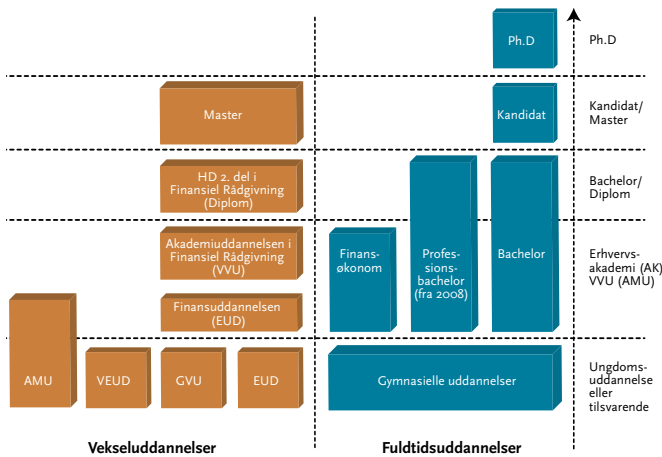 Ph.D
Ph.D
Master
Kandidat
Kandidat/
Master
HD 2. del i
Finansiel Rådgivning
(Diplom)
Bachelor/
Diplom
Akademiuddannelsen i
Finansiel Rådgivning
(VVU)
Finans-
økonom
Profes-
sions-
bachelor
(fra 2008)
Bachelor
Erhvervs-
akademi (AK)
VVU (AMU)
Finansuddannelsen
(EUD)
AMU
VEUD
GVU
EUD
Gymnasielle uddannelser
Ungdoms-
uddannelse
eller
tilsvarende
Vekseluddannelser
Fuldtidsuddannelser